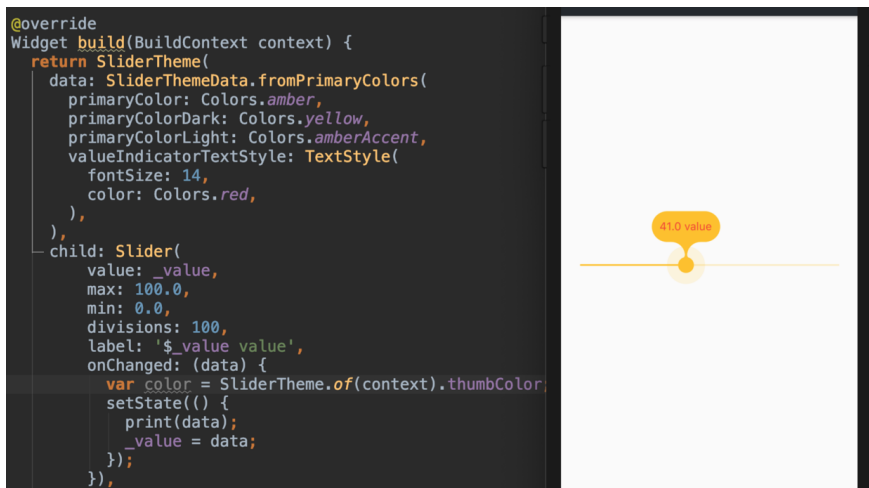 @override
Widget build(BuildContext context) {
return SliderTheme(
data: SliderThemeData.fromPrimaryColors(
primaryColor: Colors.amber,
primaryColorDark: Colors.yellow,
primaryColorLight: Colors.amberAccent,
valueIndicatorTextStyle: TextStyle(
fontSize: 14,
color: Colors.red,
),
),
child: Slider(
value: _value,
max: 100.0,
min: 0.0,
divisions: 100,
label: '$_value value',
onChanged: (data) {
var color = SliderTheme.of(context).thumbColor;
setState(() {
print(data);
_value = data;
});
}),
41.0 value